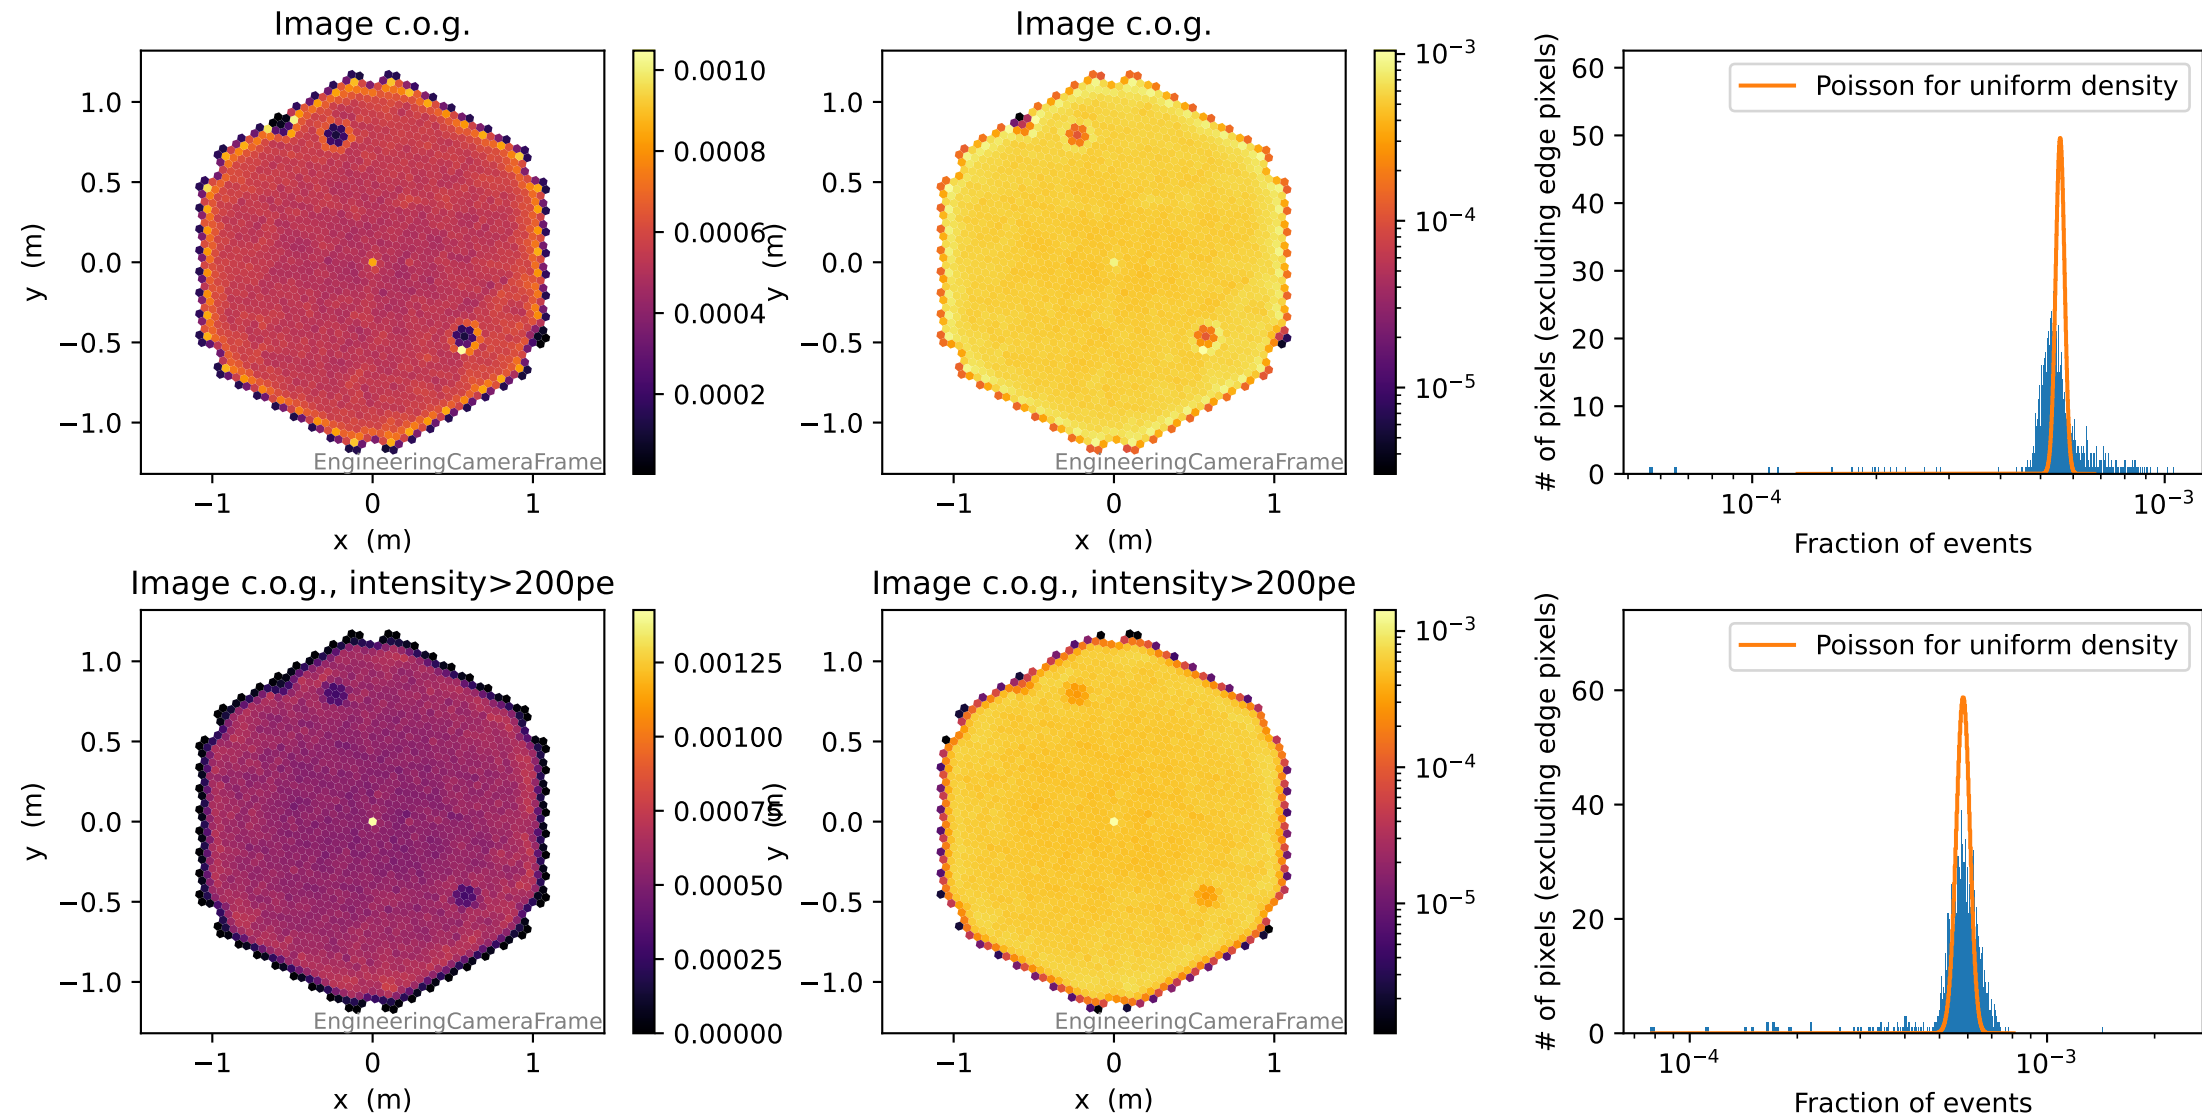 Image c.o.g.
y (m)
1.0
0.5
0.0
−0.5
−1.0
−1
0
1
x (m)
EngineeringCameraFrame
0.0010
0.0008
0.0006
0.0004
0.0002
Image c.o.g.
y (m)
1.0
0.5
0.0
−0.5
−1.0
−1
0
1
x (m)
EngineeringCameraFrame
10⁻³
10⁻⁴
10⁻⁵
# of pixels (excluding edge pixels)
60
50
40
30
20
10
0
Poisson for uniform density
10⁻⁴
10⁻³
Fraction of events
Image c.o.g., intensity>200pe
y (m)
1.0
0.5
0.0
−0.5
−1.0
−1
0
1
x (m)
EngineeringCameraFrame
0.00125
0.00100
0.00075
0.00050
0.00025
0.00000
Image c.o.g., intensity>200pe
y (m)
1.0
0.5
0.0
−0.5
−1.0
−1
0
1
x (m)
EngineeringCameraFrame
10⁻³
10⁻⁴
10⁻⁵
# of pixels (excluding edge pixels)
60
40
20
0
Poisson for uniform density
10⁻⁴
10⁻³
Fraction of events